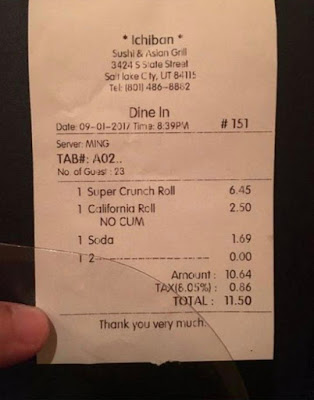 * Ichiban *
Sushi & Asian Grill
3424 S State Street
Salt lake City, UT 84115
Tel: (801) 486-8882
Dine In
Date: 09-01-2017 Time: 8:39PM # 151
Server: MING
TAB#: A02..
No. of Guest : 23
1 Super Crunch Roll 6.45
1 California Roll 2.50
NO CUM
1 Soda 1.69
1 2--------------- 0.00
Amount : 10.64
TAX(8.05%) : 0.86
TOTAL : 11.50
Thank you very much.